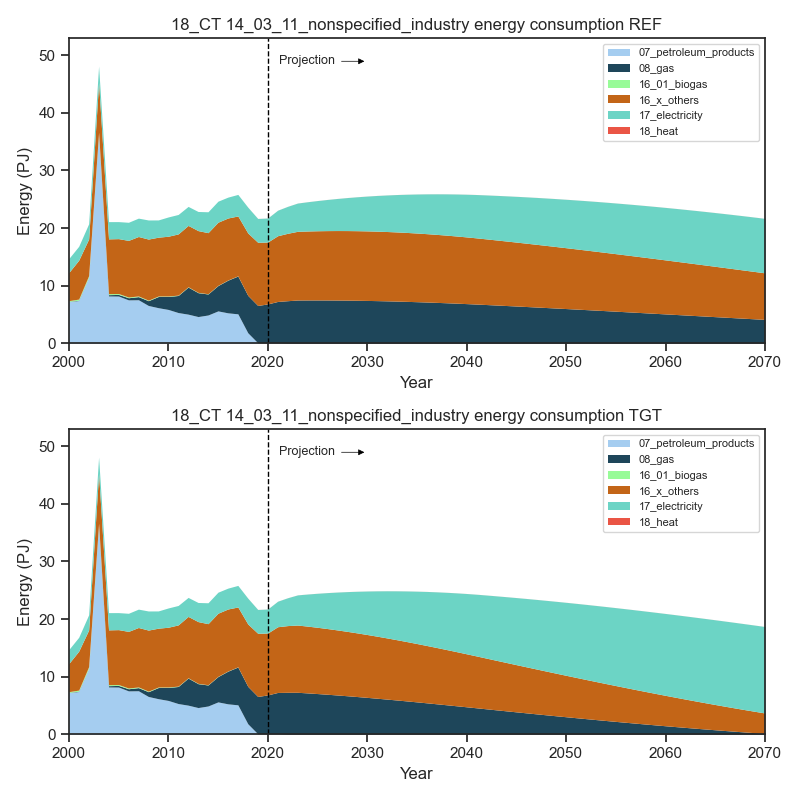 18_CT 14_03_11_nonspecified_industry energy consumption REF
50
40
30
20
10
0
Energy (PJ)
Projection
07_petroleum_products
08_gas
16_01_biogas
16_x_others
17_electricity
18_heat
2000 2010 2020 2030 2040 2050 2060 2070
Year
18_CT 14_03_11_nonspecified_industry energy consumption TGT
50
40
30
20
10
0
Energy (PJ)
Projection
07_petroleum_products
08_gas
16_01_biogas
16_x_others
17_electricity
18_heat
2000 2010 2020 2030 2040 2050 2060 2070
Year